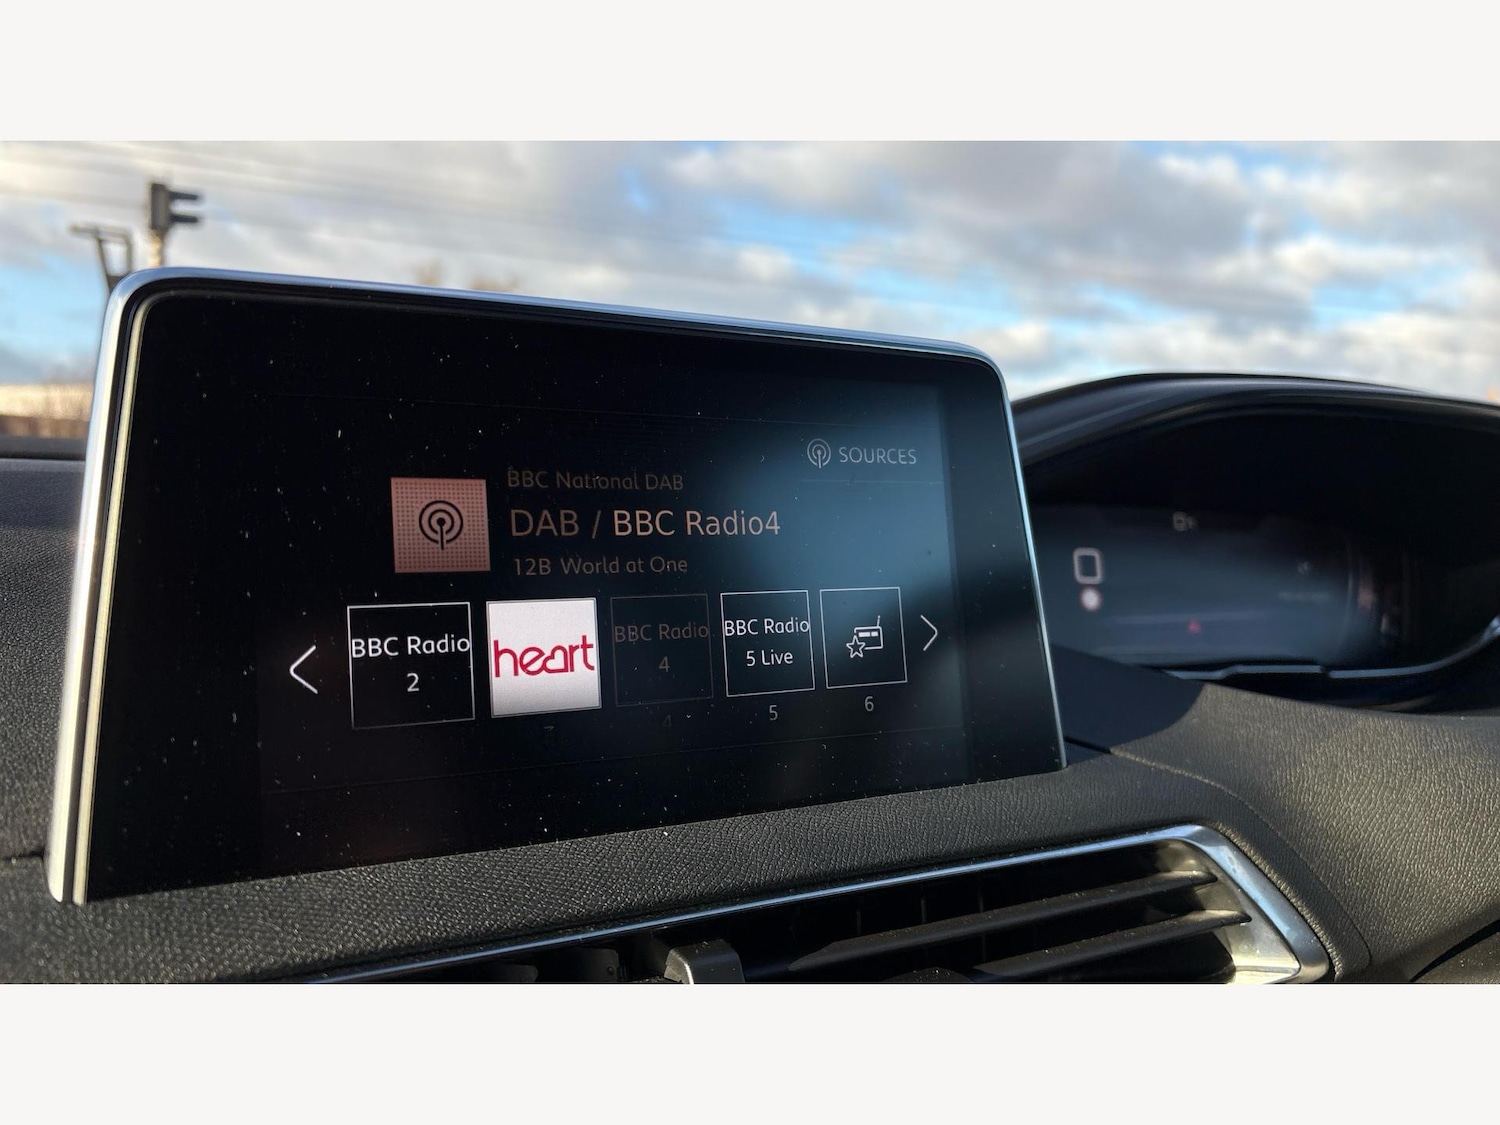 SOURCES
BBC National DAB
DAB / BBC Radio4
12B World at One
BBC Radio
2
heart
BBC Radio
4
BBC Radio
5 Live
4
5
6